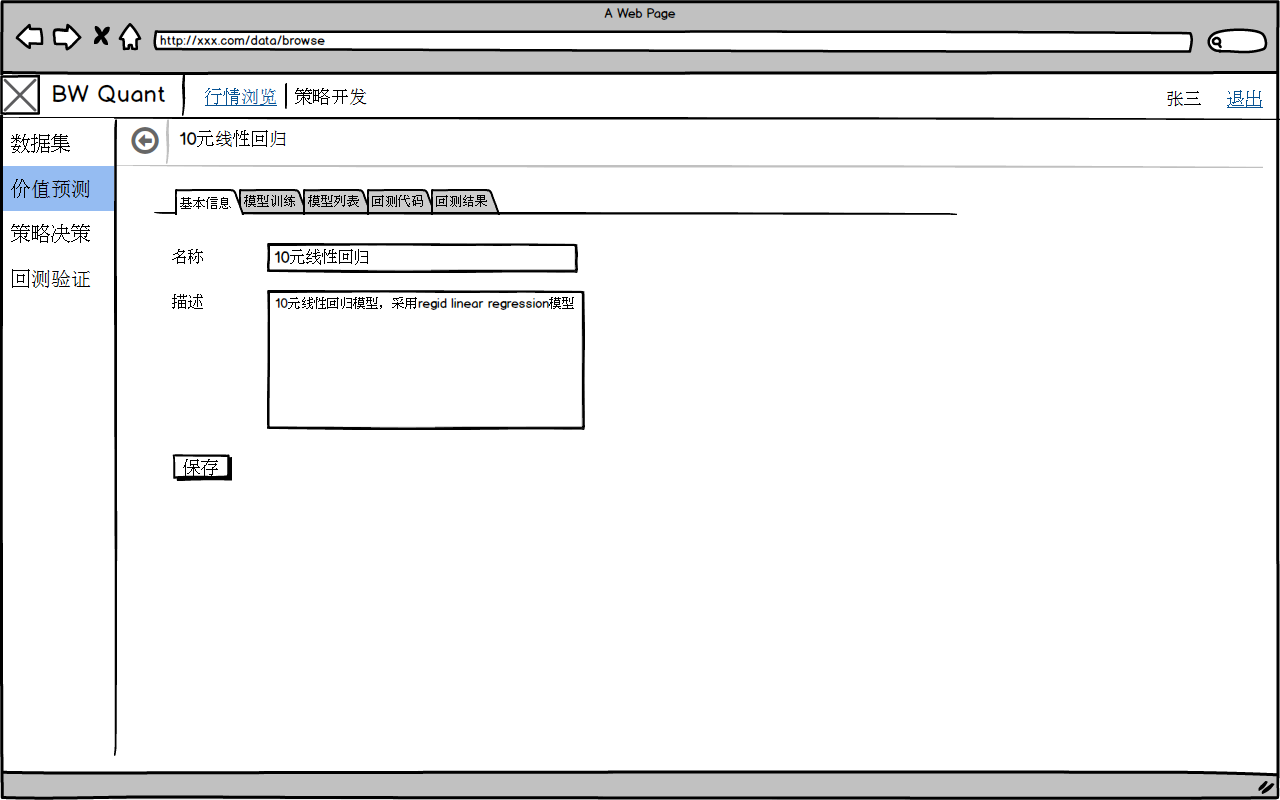 A Web Page
http://xxx.com/data/browse
BW Quant
行情浏览
策略开发
张三
退出
数据集
价值预测
策略决策
回测验证
10元线性回归
基本信息
模型训练
模型列表
回测代码
回测结果
名称
10元线性回归
描述
10元线性回归模型，采用regid linear regression模型
保存